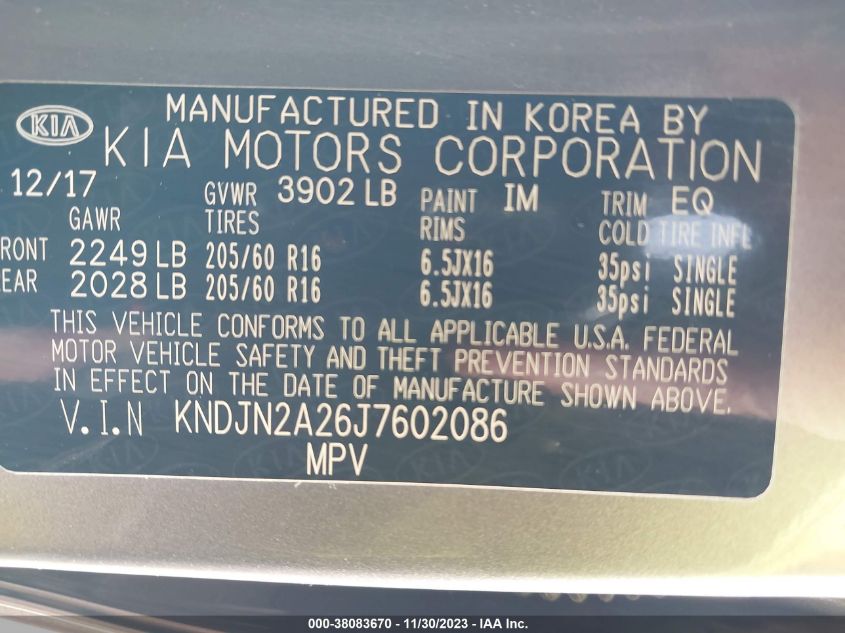 MANUFACTURED IN KOREA BY
KIA KIA MOTORS CORPORATION
12/17 GVWR 3902 LB PAINT IM TRIM EQ
GAWR TIRES RIMS COLD TIRE INFL
RONT 2249 LB 205/60 R16 6.5JX16 35psi SINGLE
EAR 2028 LB 205/60 R16 6.5JX16 35psi SINGLE
THIS VEHICLE CONFORMS TO ALL APPLICABLE U.S.A. FEDERAL
MOTOR VEHICLE SAFETY AND THEFT PREVENTION STANDARDS
IN EFFECT ON THE DATE OF MANUFACTURE SHOWN ABOVE.
V.I.N KNDJN2A26J7602086
MPV
000-38083670 - 11/30/2023 - IAA Inc.